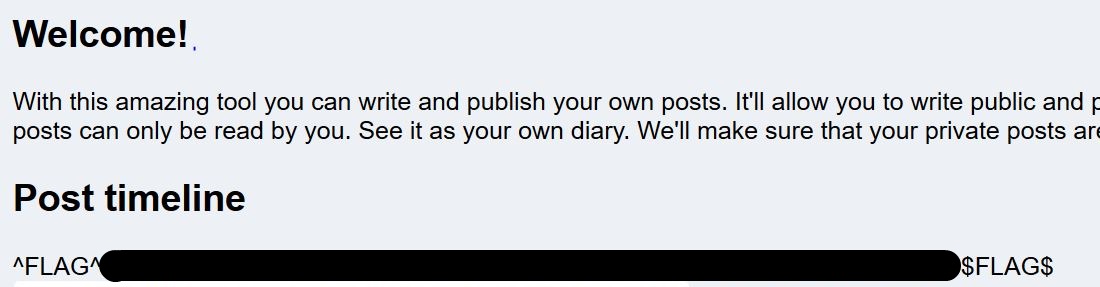 Welcome!
With this amazing tool you can write and publish your own posts. It'll allow you to write public and p
posts can only be read by you. See it as your own diary. We'll make sure that your private posts are
Post timeline
^FLAG^ $FLAG$